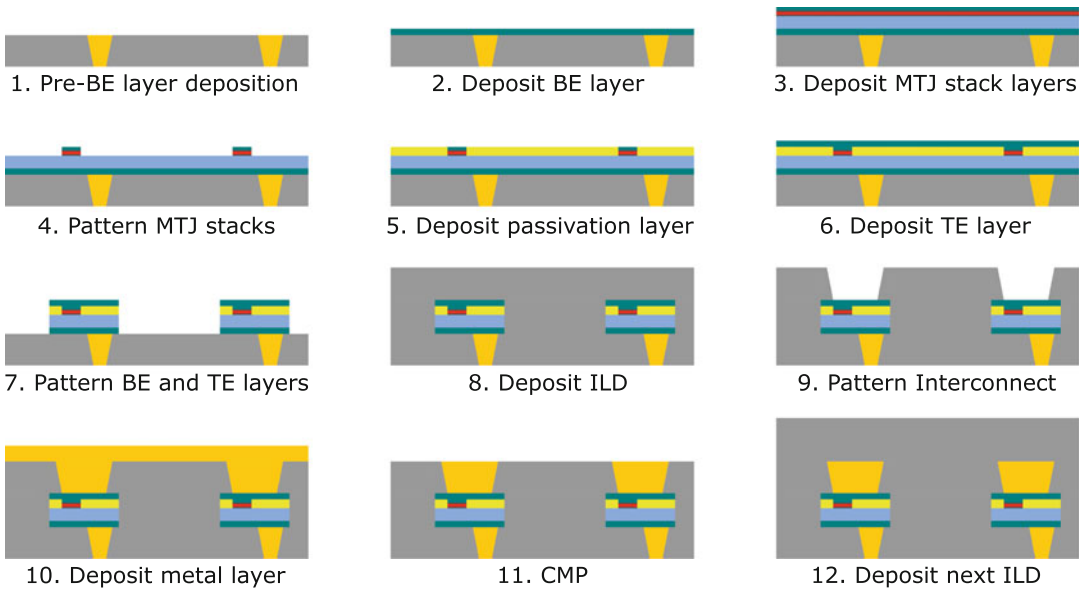 1. Pre-BE layer deposition
2. Deposit BE layer
3. Deposit MTJ stack layers
4. Pattern MTJ stacks
5. Deposit passivation layer
6. Deposit TE layer
7. Pattern BE and TE layers
8. Deposit ILD
9. Pattern Interconnect
10. Deposit metal layer
11. CMP
12. Deposit next ILD